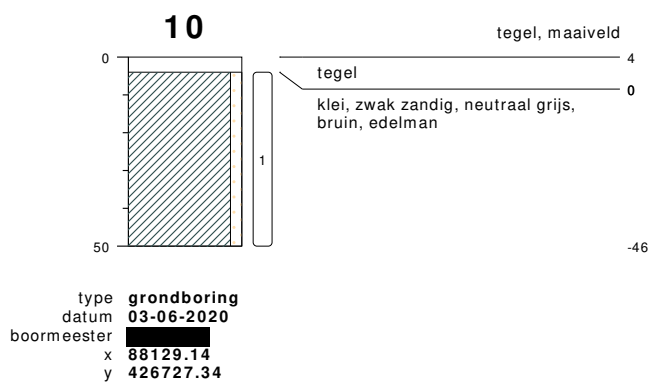 10
tegel, maaiveld
0
4
tegel
0
klei, zwak zandig, neutraal grijs,
bruin, edelman
1
50
-46
type grondboring
datum 03-06-2020
boormeester
x 88129.14
y 426727.34